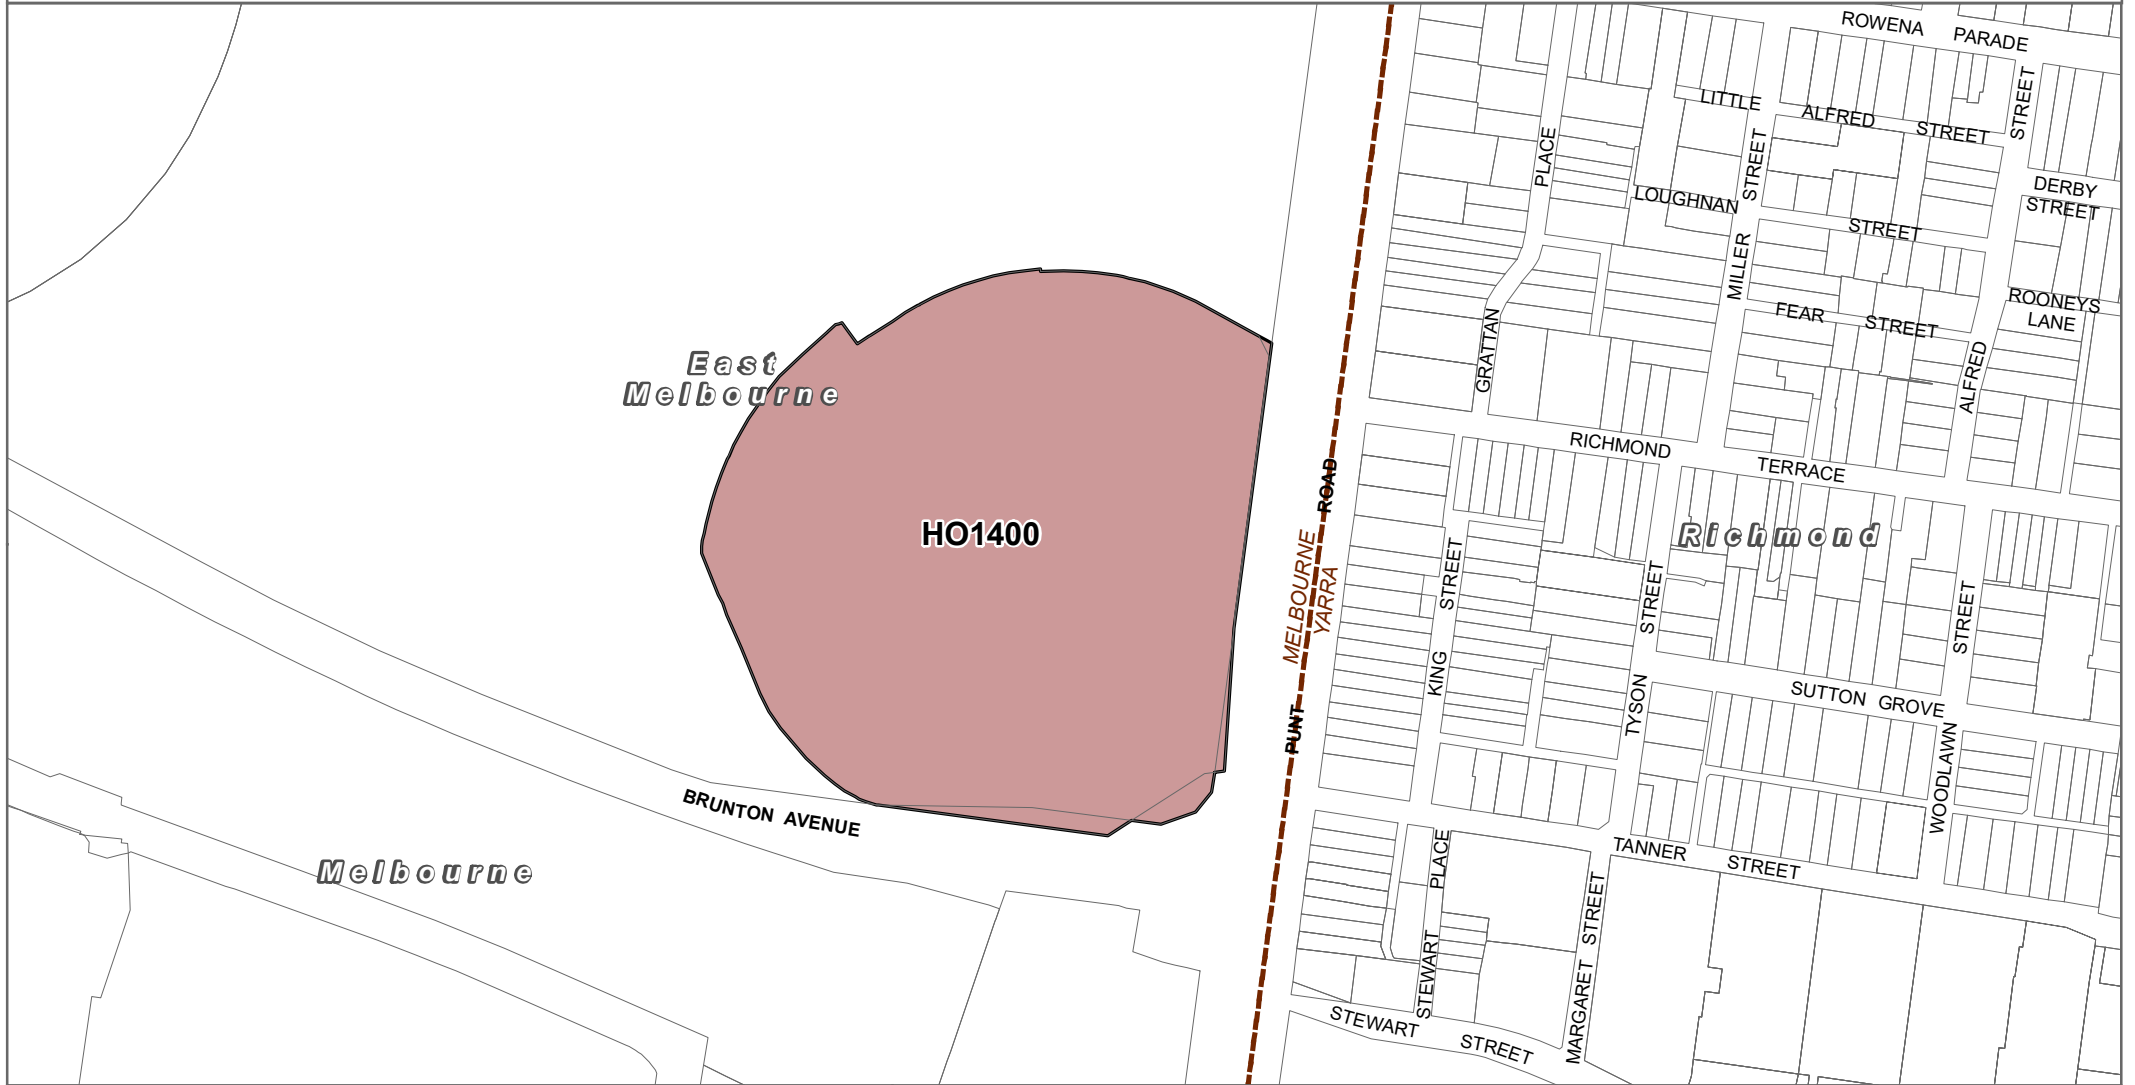 ROWENA PARADE
LITTLE ALFRED STREET
STREET
PLACE
STREET
LOUGHNAN STREET
DERBY
STREET
MILLER
ROONEYS
LANE
FEAR STREET
GRATTAN
ALFRED
East
Melbourne
RICHMOND TERRACE
ROAD
HO1400
Richmond
MELBOURNE
YARRA
STREET
STREET
STREET
KING
TYSON
SUTTON GROVE
PUNT
WOODLAWN
BRUNTON AVENUE
TANNER STREET
PLACE
Melbourne
STREET
STEWART
MARGARET
STEWART STREET